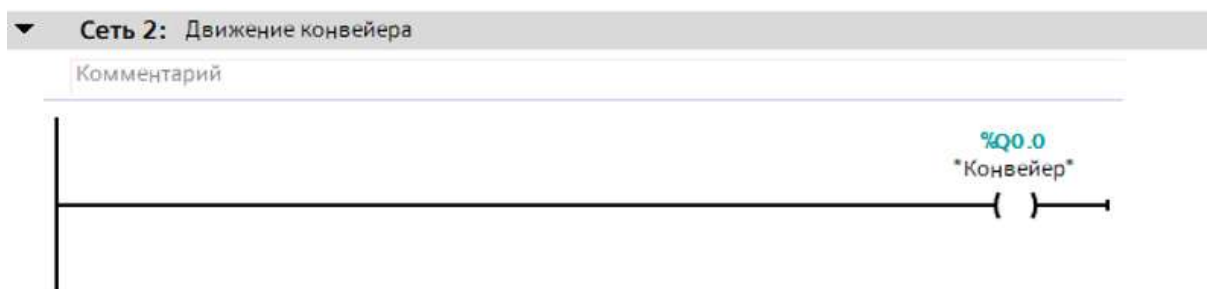 Сеть 2: Движение конвейера
Комментарий
%Q0.0
"Конвейер"